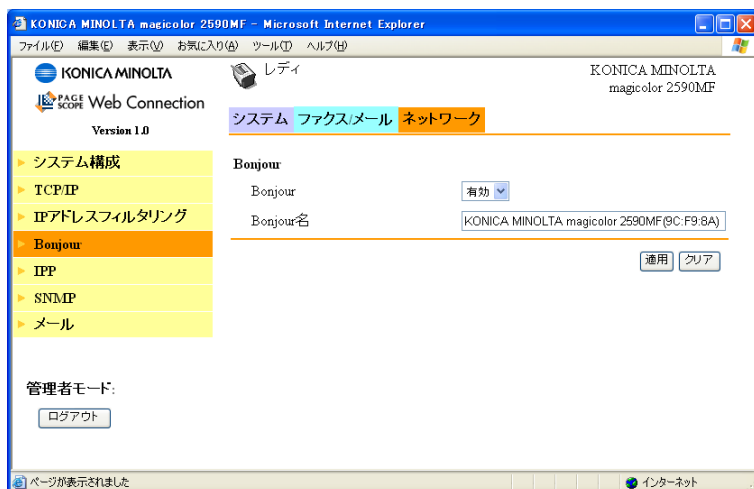 KONICA MINOLTA magicolor 2590MF - Microsoft Internet Explorer
ファイル(F) 編集(E) 表示(V) お気に入り(A) ツール(T) ヘルプ(H)
KONICA MINOLTA
PAGE SCOPE Web Connection
Version 1.0
レディ
KONICA MINOLTA
magicolor 2590MF
システム ファクス/メール ネットワーク
システム構成
TCP/IP
IPアドレスフィルタリング
Bonjour
IPP
SNMP
メール
管理者モード:
ログアウト
Bonjour
Bonjour 有効
Bonjour名 KONICA MINOLTA magicolor 2590MF(9C:F9:8A)
適用 クリア
ページが表示されました インターネット